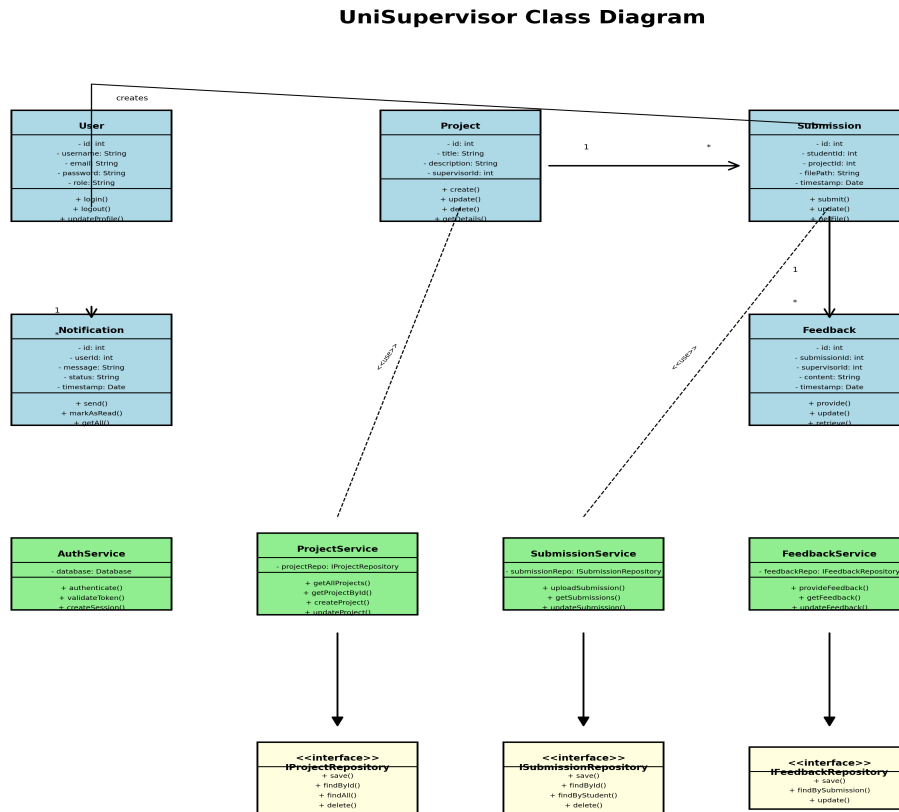 UniSupervisor Class Diagram
creates
User
- id: int
- username: String
- email: String
- password: String
- role: String
+ login()
+ logout()
+ updateProfile()
Project
- id: int
- title: String
- description: String
- supervisorId: int
+ create()
+ update()
+ delete()
+ getDetails()
1
*
Submission
- id: int
- studentId: int
- projectId: int
- filePath: String
- timestamp: Date
+ submit()
+ update()
+ getFile()
1
*
1
*
Notification
- id: int
- userId: int
- message: String
- status: String
- timestamp: Date
+ send()
+ markAsRead()
+ getAll()
<<use>>
<<use>>
Feedback
- id: int
- submissionId: int
- supervisorId: int
- content: String
- timestamp: Date
+ provide()
+ update()
+ retrieve()
AuthService
- database: Database
+ authenticate()
+ validateToken()
+ createSession()
ProjectService
- projectRepo: IProjectRepository
+ getAllProjects()
+ getProjectById()
+ createProject()
+ updateProject()
SubmissionService
- submissionRepo: ISubmissionRepository
+ uploadSubmission()
+ getSubmissions()
+ updateSubmission()
FeedbackService
- feedbackRepo: IFeedbackRepository
+ provideFeedback()
+ getFeedback()
+ updateFeedback()
<<interface>>
IProjectRepository
+ save()
+ findById()
+ findAll()
+ delete()
<<interface>>
ISubmissionRepository
+ save()
+ findById()
+ findByStudent()
+ delete()
<<interface>>
IFeedbackRepository
+ save()
+ findBySubmission()
+ update()